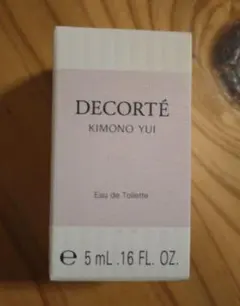 DECORTÉ
KIMONO YUI
Eau de Toilette
℮ 5 mL .16 FL. OZ.